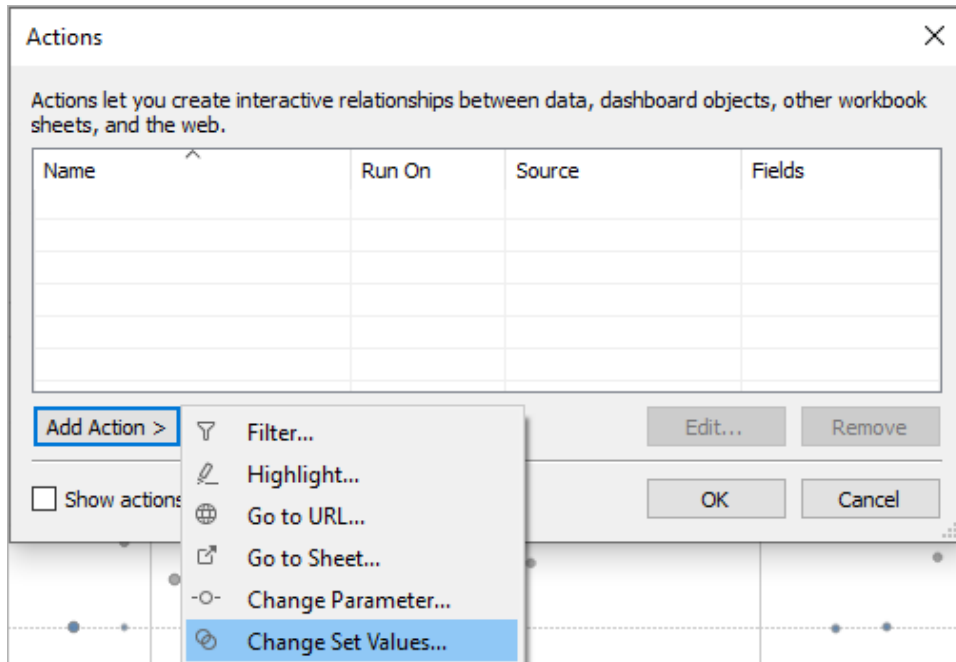 Actions
Actions let you create interactive relationships between data, dashboard objects, other workbook
sheets, and the web.
Name Run On Source Fields
Add Action > Edit... Remove
Filter...
Highlight...
Show actions OK Cancel
Go to URL...
Go to Sheet...
Change Parameter...
Change Set Values...